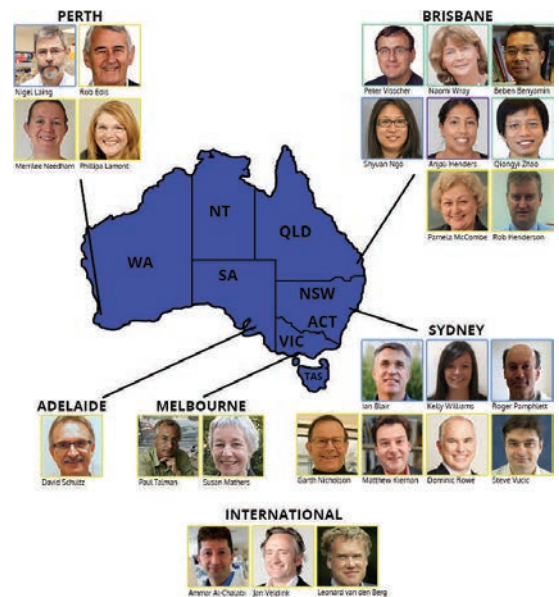 PERTH
Nigel Laing
Rob Edis
Merrilee Needham
Phillipa Lamont
BRISBANE
Peter Visscher
Naomi Wray
Beben Benyamin
Shyuan Ngo
Anjali Henders
Qiongyi Zhao
Pamela McCombe
Rob Henderson
NT
QLD
WA
SA
NSW
ACT
VIC
TAS
SYDNEY
Ian Blair
Kelly Williams
Roger Pamphlett
Garth Nicholson
Matthew Kiernan
Dominic Rowe
Steve Vucic
ADELAIDE
David Schultz
MELBOURNE
Paul Talman
Susan Mathers
INTERNATIONAL
Ammar Al-Chalabi
Jan Veldink
Leonard van den Berg